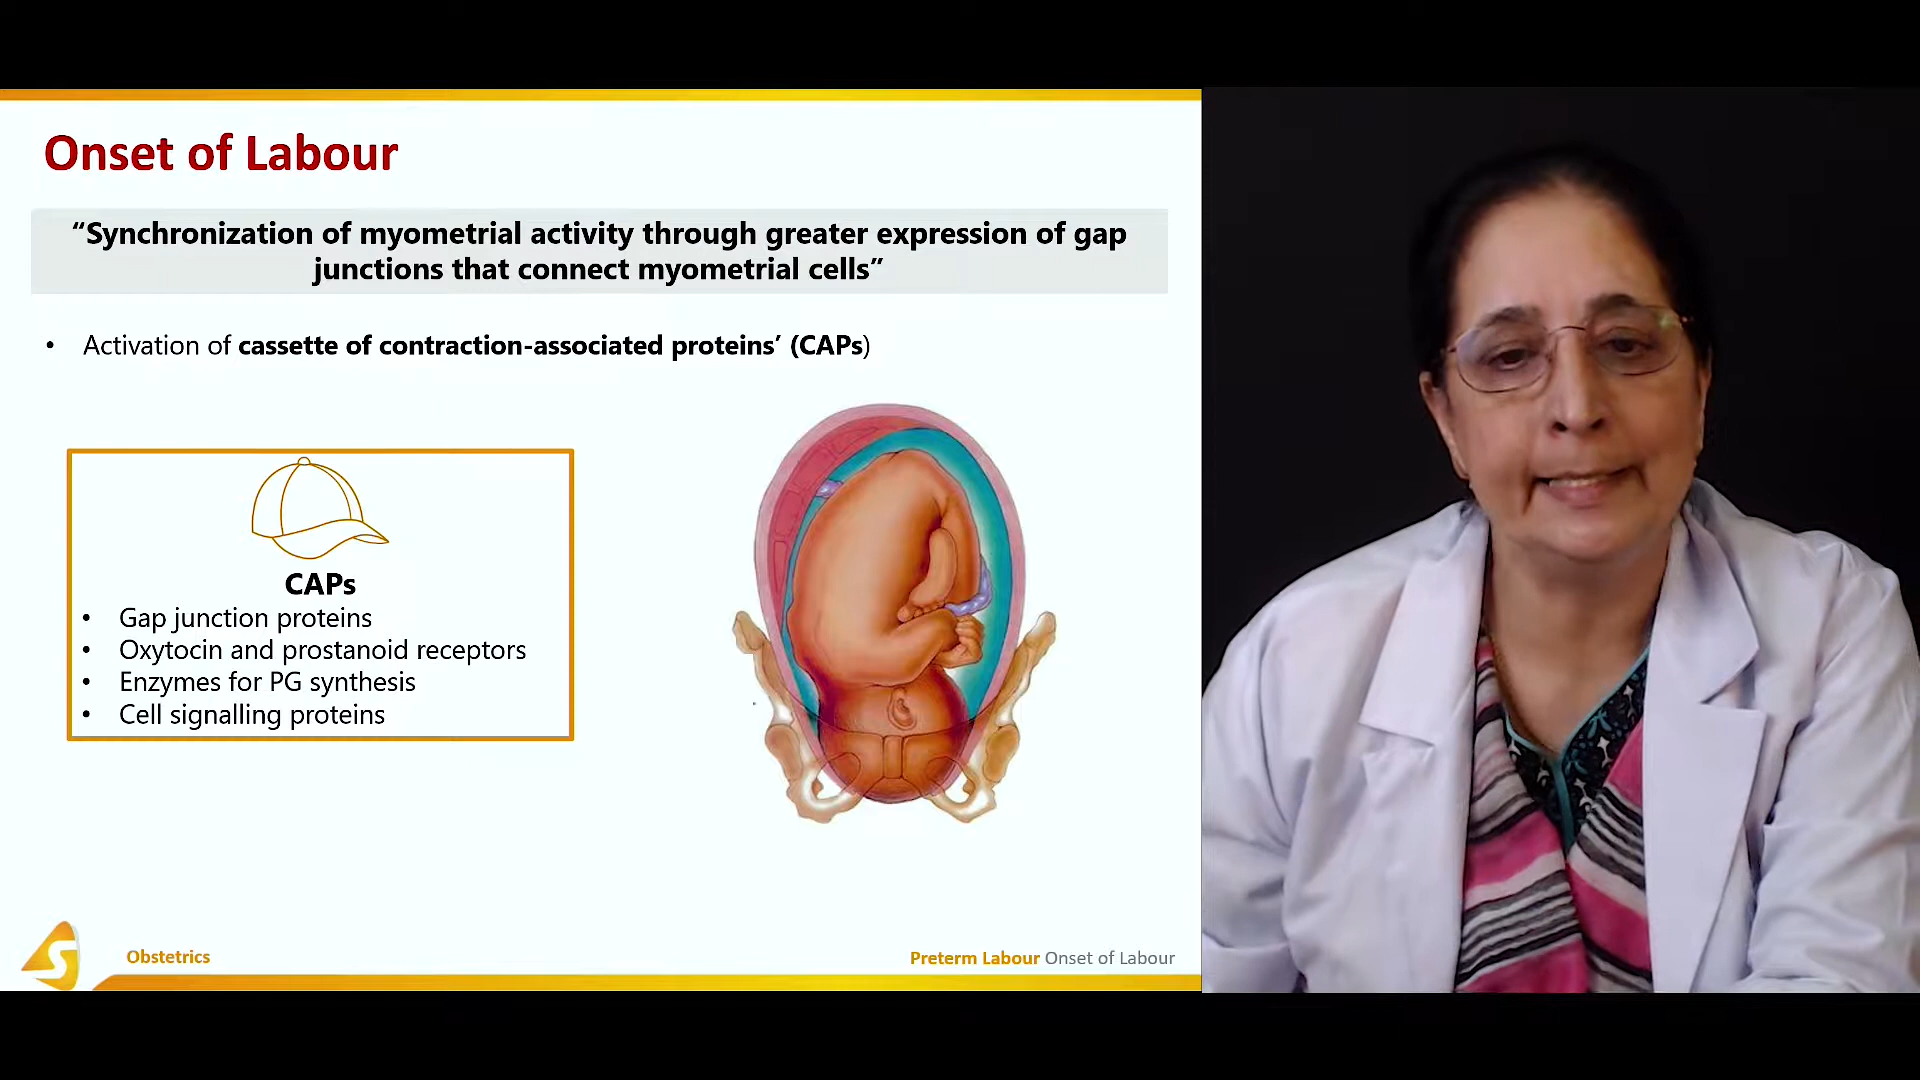 Onset of Labour
“Synchronization of myometrial activity through greater expression of gap
junctions that connect myometrial cells”
• Activation of cassette of contraction-associated proteins’ (CAPs)
CAPs
• Gap junction proteins
• Oxytocin and prostanoid receptors
• Enzymes for PG synthesis
• Cell signalling proteins
S
Obstetrics
Preterm Labour Onset of Labour